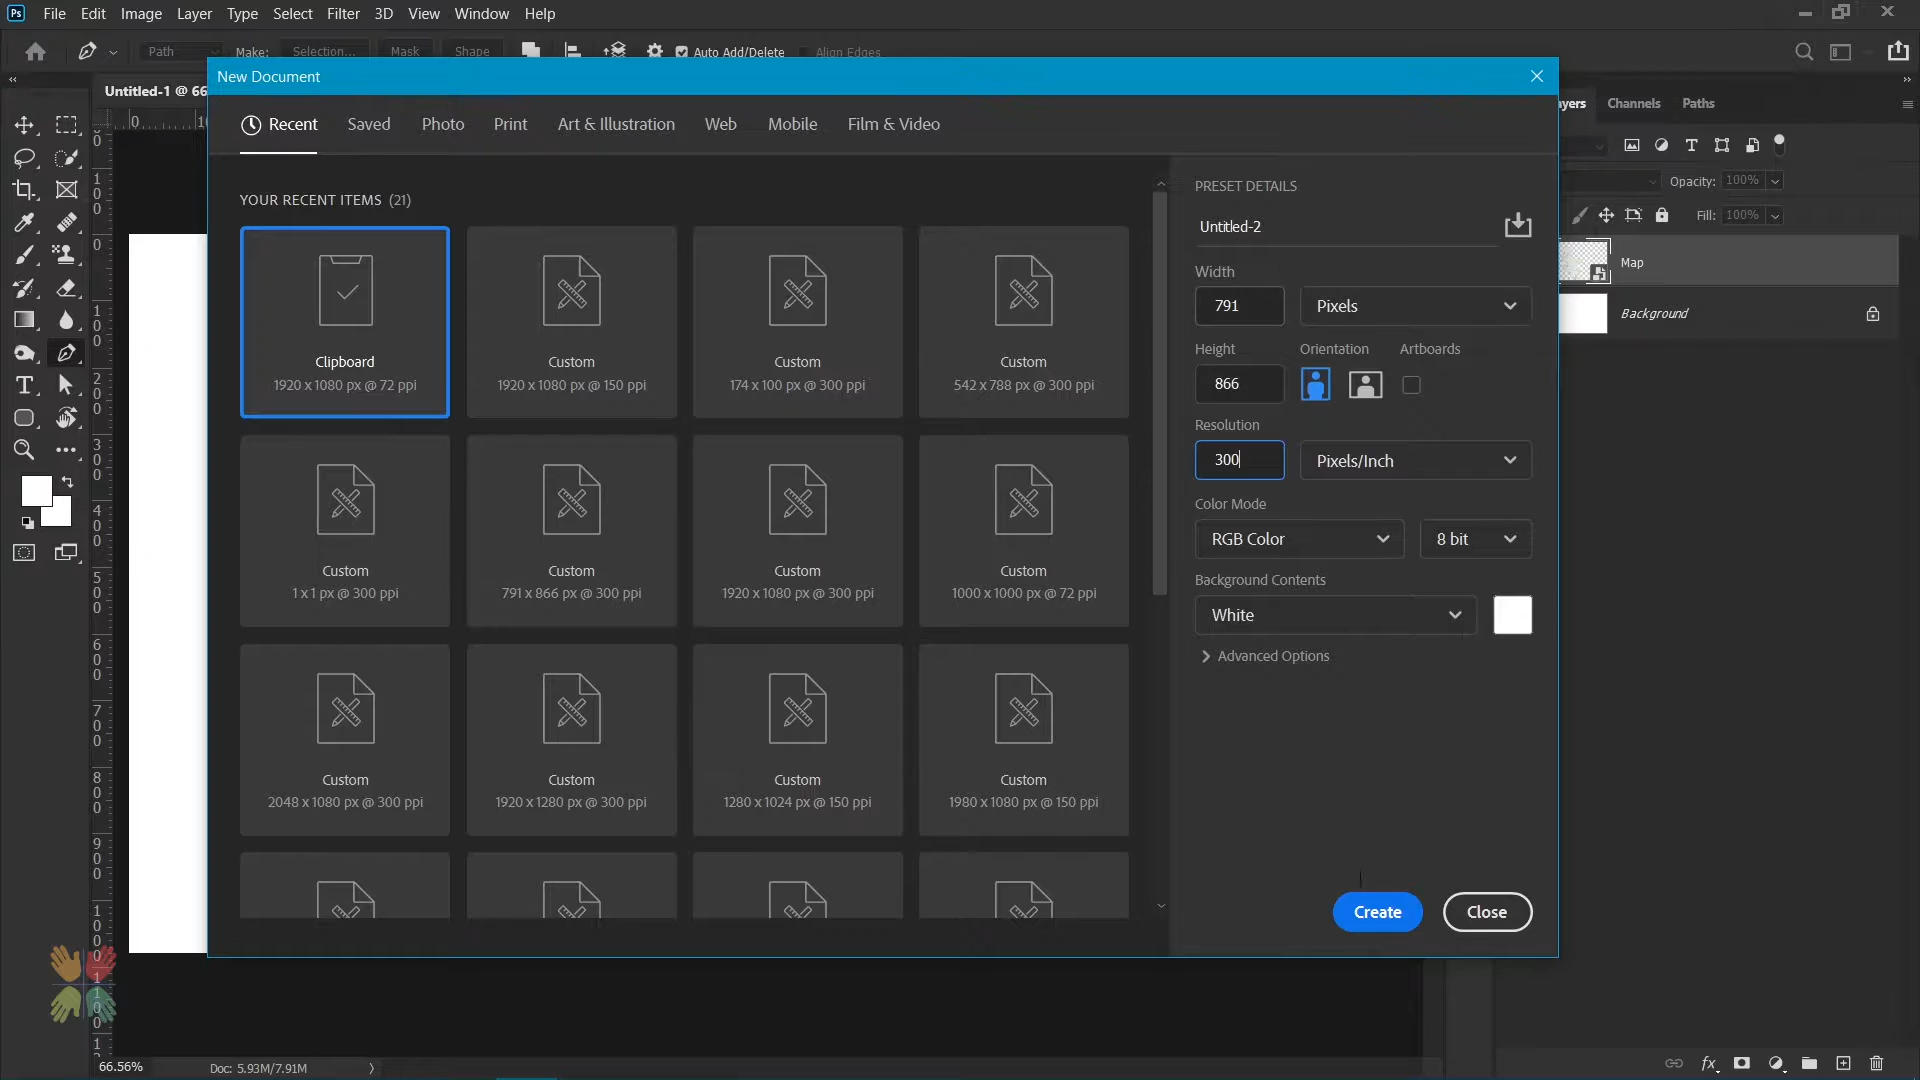 Ps File Edit Image Layer Type Select Filter 3D View Window Help
Path Make: Selection... Mask Shape Auto Add/Delete Align Edges
Untitled-1 @ 66
New Document
Recent Saved Photo Print Art & Illustration Web Mobile Film & Video
YOUR RECENT ITEMS (21)
Clipboard
1920 x 1080 px @ 72 ppi
Custom
1920 x 1080 px @ 150 ppi
Custom
174 x 100 px @ 300 ppi
Custom
542 x 788 px @ 300 ppi
Custom
1 x 1 px @ 300 ppi
Custom
791 x 866 px @ 300 ppi
Custom
1920 x 1080 px @ 300 ppi
Custom
1000 x 1000 px @ 72 ppi
Custom
2048 x 1080 px @ 300 ppi
Custom
1920 x 1280 px @ 300 ppi
Custom
1280 x 1024 px @ 150 ppi
Custom
1980 x 1080 px @ 150 ppi
PRESET DETAILS
Untitled-2
Width
791 Pixels
Height Orientation Artboards
866
Resolution
300 Pixels/Inch
Color Mode
RGB Color 8 bit
Background Contents
White
Advanced Options
Create Close
yers Channels Paths
Opacity: 100%
Fill: 100%
Map
Background
66.56% Doc: 5.93M/7.91M